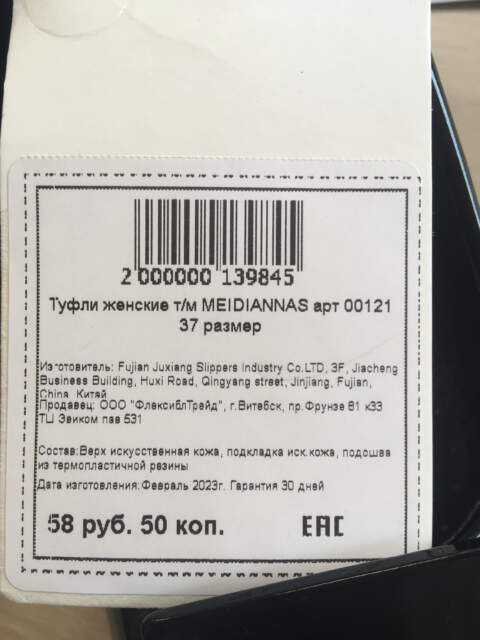 2 000000 139845
Туфли женские т/м MEIDIANNAS арт 00121
37 размер
Изготовитель: Fujian Juxiang Slippers Industry Co.LTD, 3F, Jiacheng
Business Building, Huxi Road, Qingyang street, Jinjiang, Fujian,
China, Китай
Продавец: ООО "ФлексиблТрейд", г.Витебск, пр.Фрунзе 81 к33
ТЦ Эвиком пав 531
Состав:Верх искусственная кожа, подкладка иск.кожа, подошва
из термопластичной резины
Дата изготовления:Февраль 2023г. Гарантия 30 дней
58 руб. 50 коп.
EAC